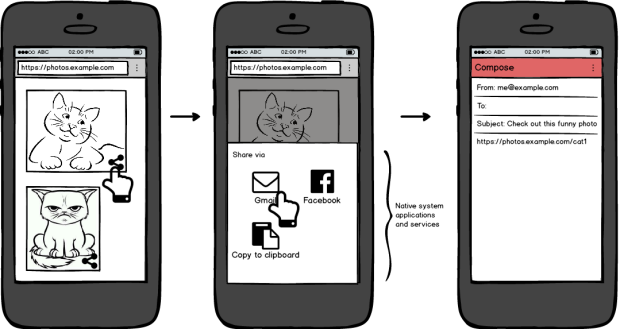 ABC 02:00 PM
https://photos.example.com
ABC 02:00 PM
https://photos.example.com
Share via
Gmail
Facebook
Copy to clipboard
Native system
applications
and services
ABC 02:00 PM
Compose
From: me@example.com
To:
Subject: Check out this funny photo
https://photos.example.com/cat1